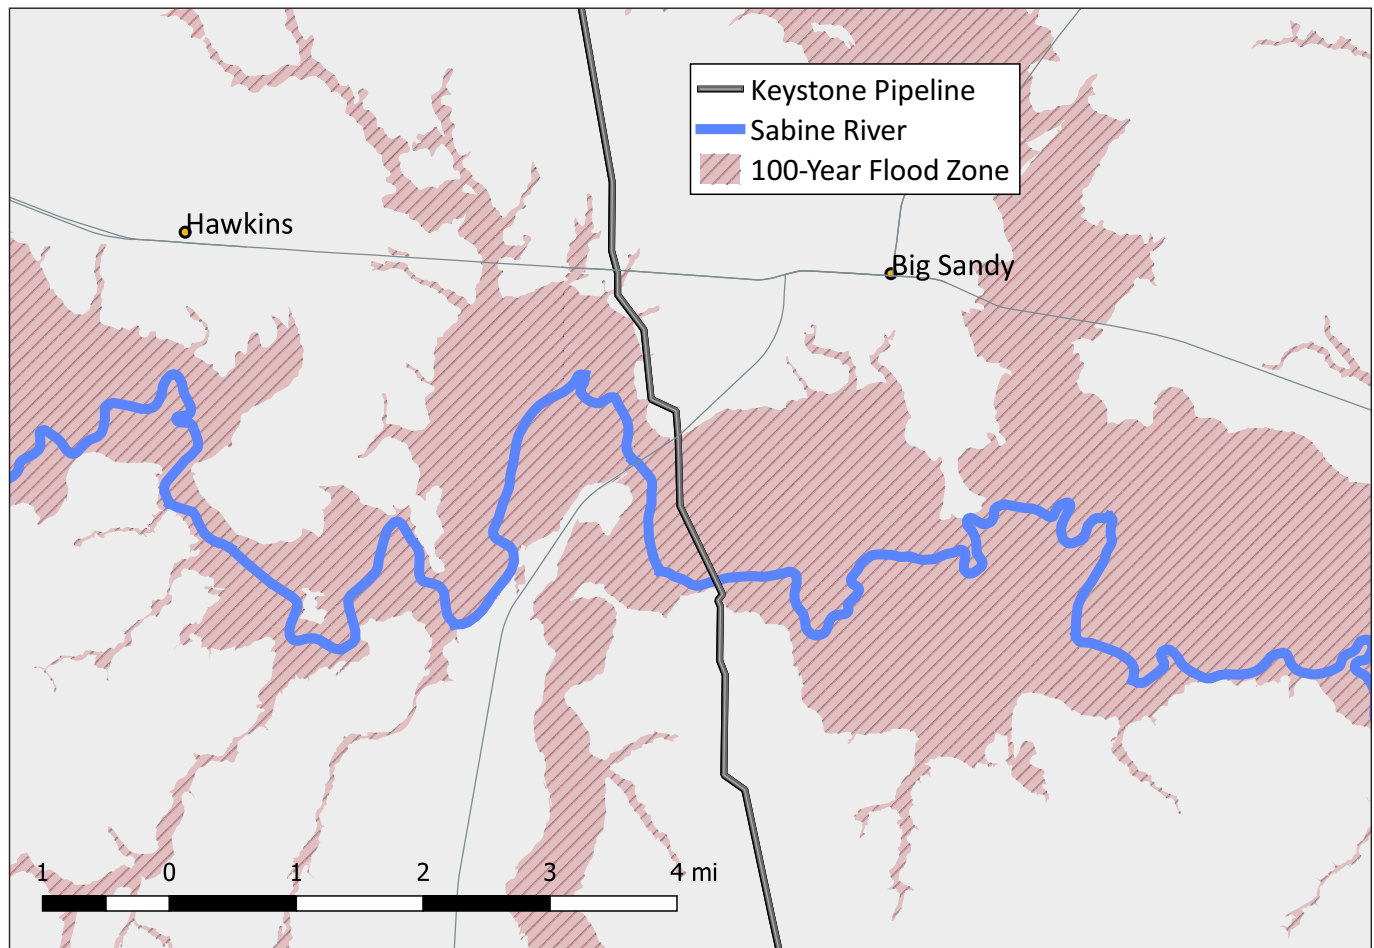 Keystone Pipeline
Sabine River
100-Year Flood Zone
Hawkins
Big Sandy
1 0 1 2 3 4 mi